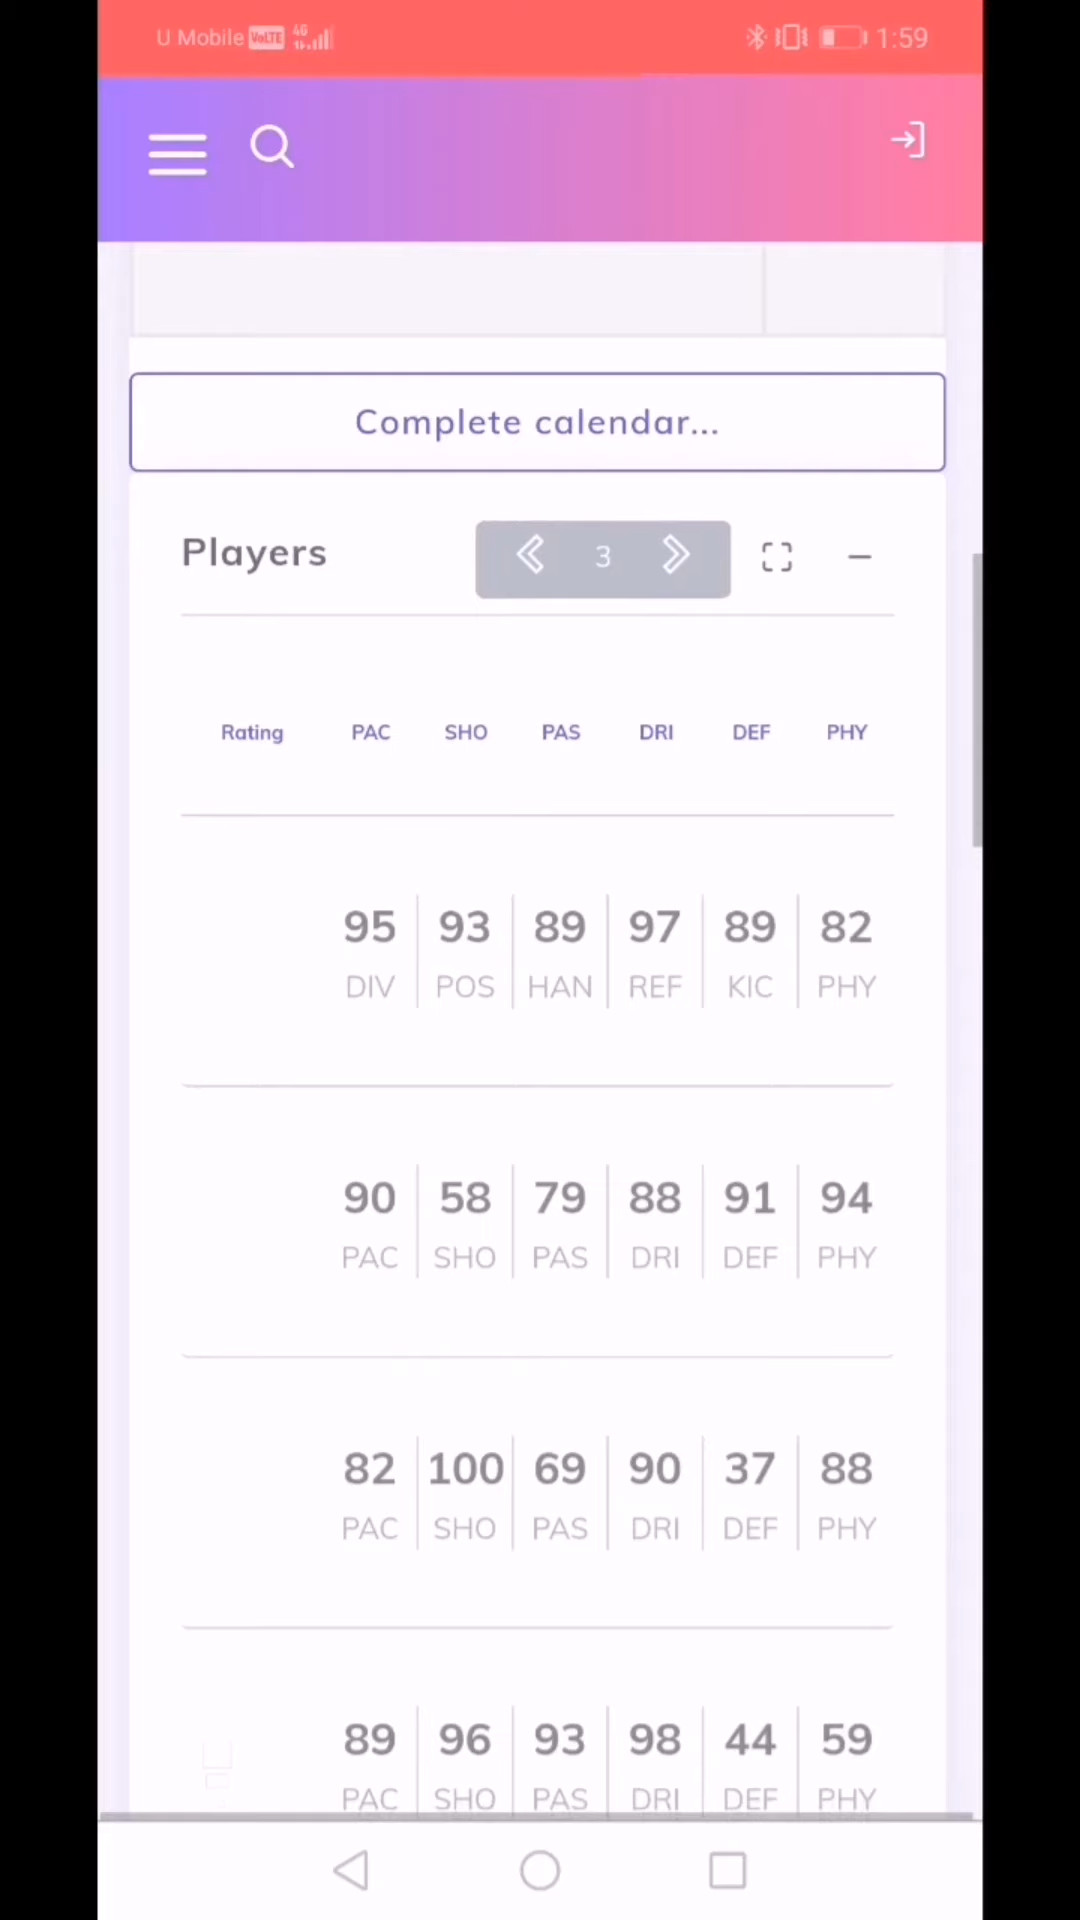 U Mobile VoLTE 4G 1:59
Complete calendar...
Players 3
Rating PAC SHO PAS DRI DEF PHY
95 93 89 97 89 82
DIV POS HAN REF KIC PHY
90 58 79 88 91 94
PAC SHO PAS DRI DEF PHY
82 100 69 90 37 88
PAC SHO PAS DRI DEF PHY
89 96 93 98 44 59
PAC SHO PAS DRI DEF PHY